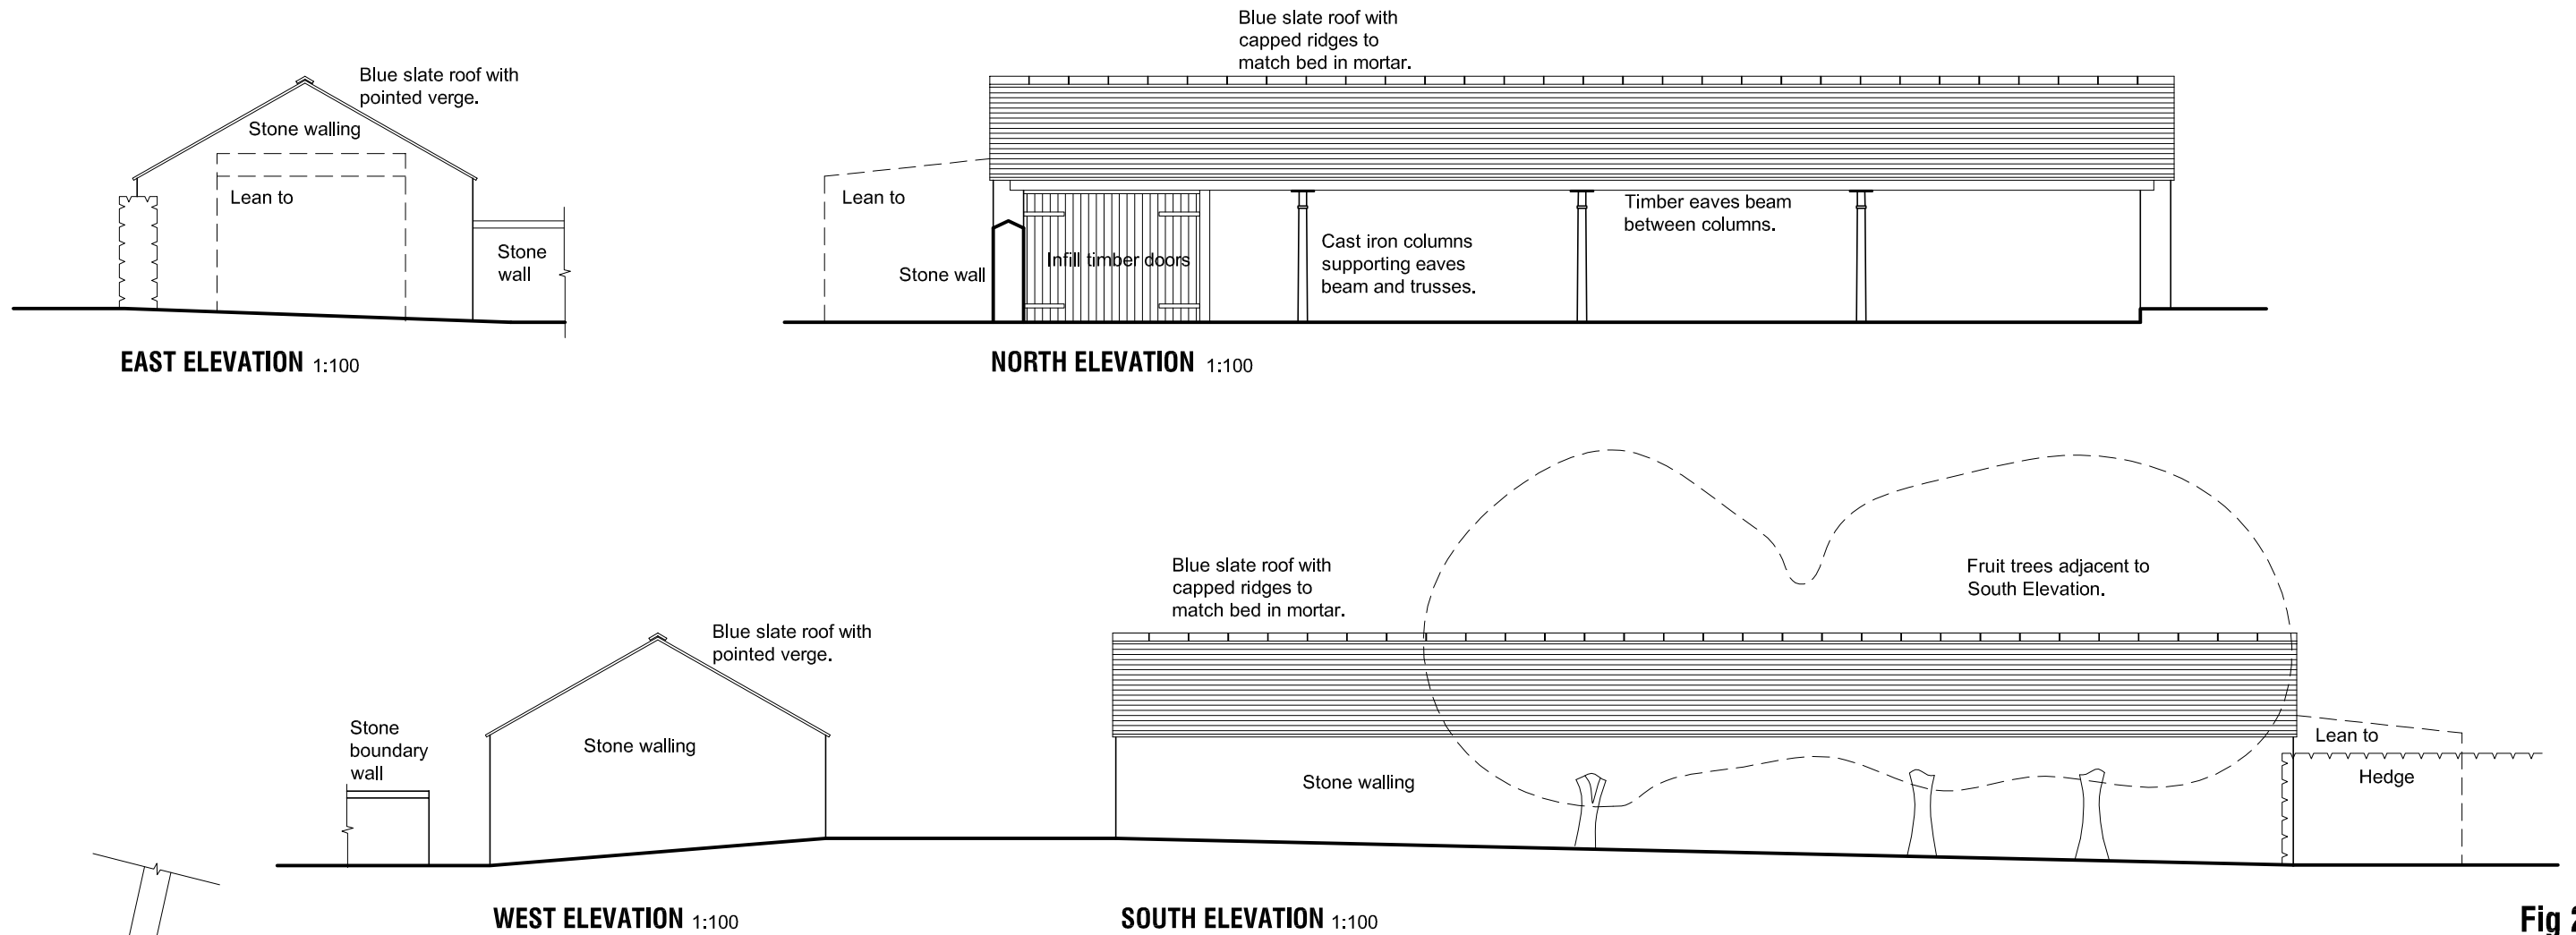 Blue slate roof with
pointed verge.
Stone walling
Lean to
Stone
wall
EAST ELEVATION 1:100
Blue slate roof with
capped ridges to
match bed in mortar.
Lean to
Stone wall
Infill timber doors
Cast iron columns
supporting eaves
beam and trusses.
Timber eaves beam
between columns.
NORTH ELEVATION 1:100
Stone
boundary
wall
Blue slate roof with
pointed verge.
Stone walling
WEST ELEVATION 1:100
Blue slate roof with
capped ridges to
match bed in mortar.
Fruit trees adjacent to
South Elevation.
Stone walling
Lean to
Hedge
SOUTH ELEVATION 1:100
Fig 2